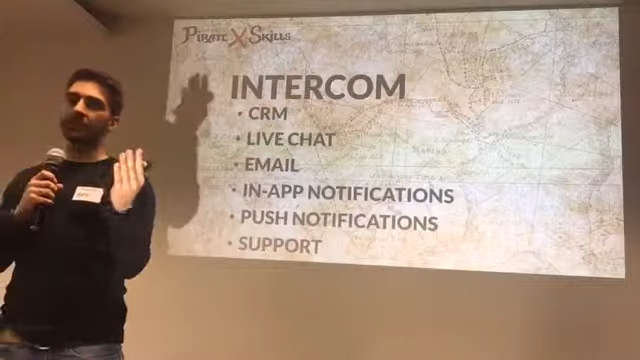 PIRATE X SKILLS
INTERCOM
• CRM
• LIVE CHAT
• EMAIL
• IN-APP NOTIFICATIONS
• PUSH NOTIFICATIONS
• SUPPORT